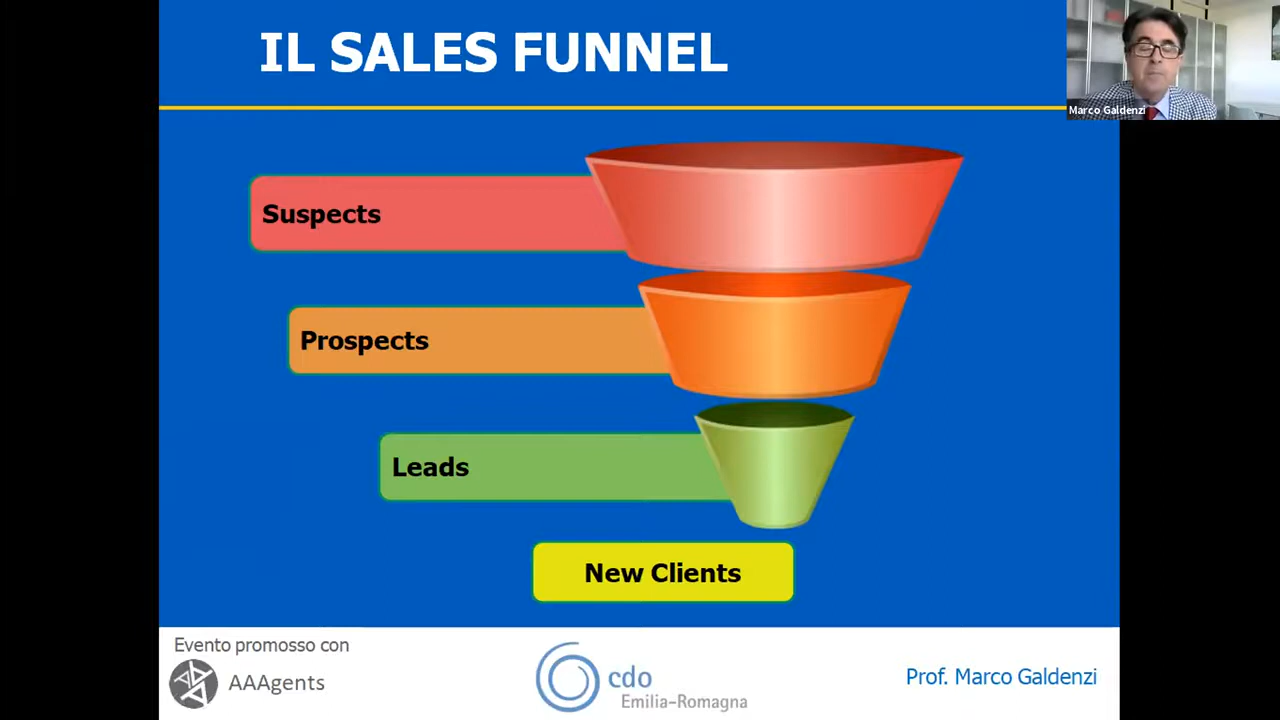 IL SALES FUNNEL
Marco Galdenzi
Suspects
Prospects
Leads
New Clients
Evento promosso con
AAAgents
cdo
Emilia-Romagna
Prof. Marco Galdenzi